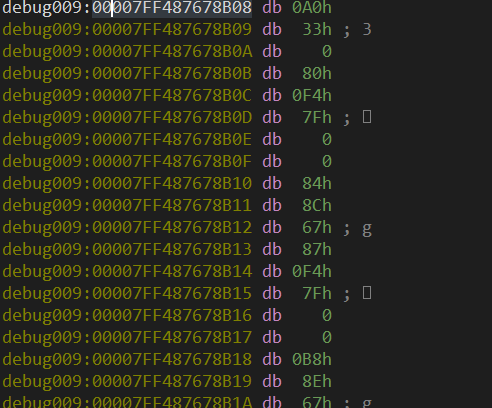 debug009:00007FF487678B08 db 0A0h
debug009:00007FF487678B09 db  33h ; 3
debug009:00007FF487678B0A db    0
debug009:00007FF487678B0B db  80h
debug009:00007FF487678B0C db 0F4h
debug009:00007FF487678B0D db  7Fh ; □
debug009:00007FF487678B0E db    0
debug009:00007FF487678B0F db    0
debug009:00007FF487678B10 db  84h
debug009:00007FF487678B11 db  8Ch
debug009:00007FF487678B12 db  67h ; g
debug009:00007FF487678B13 db  87h
debug009:00007FF487678B14 db 0F4h
debug009:00007FF487678B15 db  7Fh ; □
debug009:00007FF487678B16 db    0
debug009:00007FF487678B17 db    0
debug009:00007FF487678B18 db 0B8h
debug009:00007FF487678B19 db  8Eh
debug009:00007FF487678B1A db  67h ; g